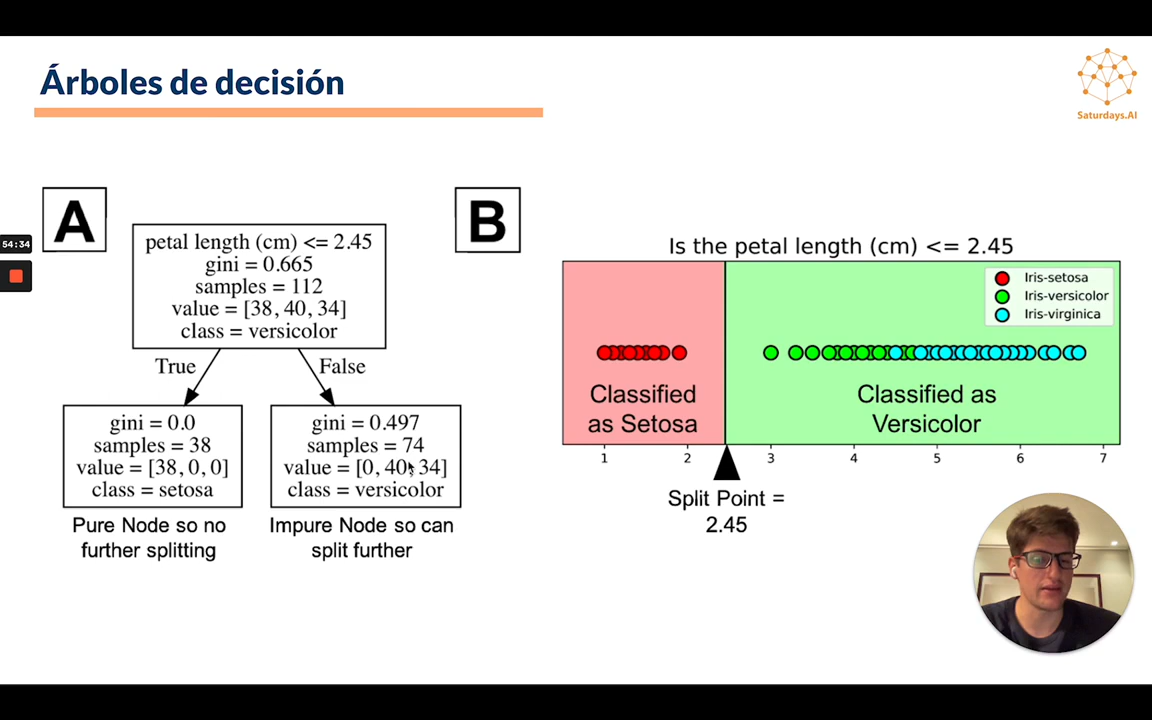 Árboles de decisión
Saturdays.AI
54:34
A
petal length (cm) <= 2.45
gini = 0.665
samples = 112
value = [38, 40, 34]
class = versicolor
True
False
gini = 0.0
samples = 38
value = [38, 0, 0]
class = setosa
Pure Node so no
further splitting
gini = 0.497
samples = 74
value = [0, 40, 34]
class = versicolor
Impure Node so can
split further
B
Is the petal length (cm) <= 2.45
Iris-setosa
Iris-versicolor
Iris-virginica
Classified
as Setosa
Classified as
Versicolor
1 2 3 4 5 6 7
Split Point =
2.45